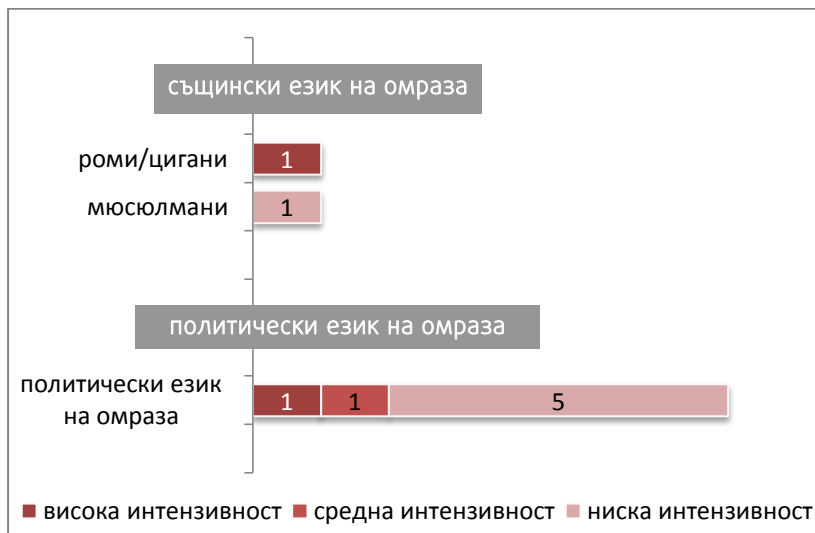 същински език на омраза
роми/цигани
1
мюсюлмани
1
политически език на омраза
политически език
на омраза
1 1 5
висока интензивност средна интензивност ниска интензивност